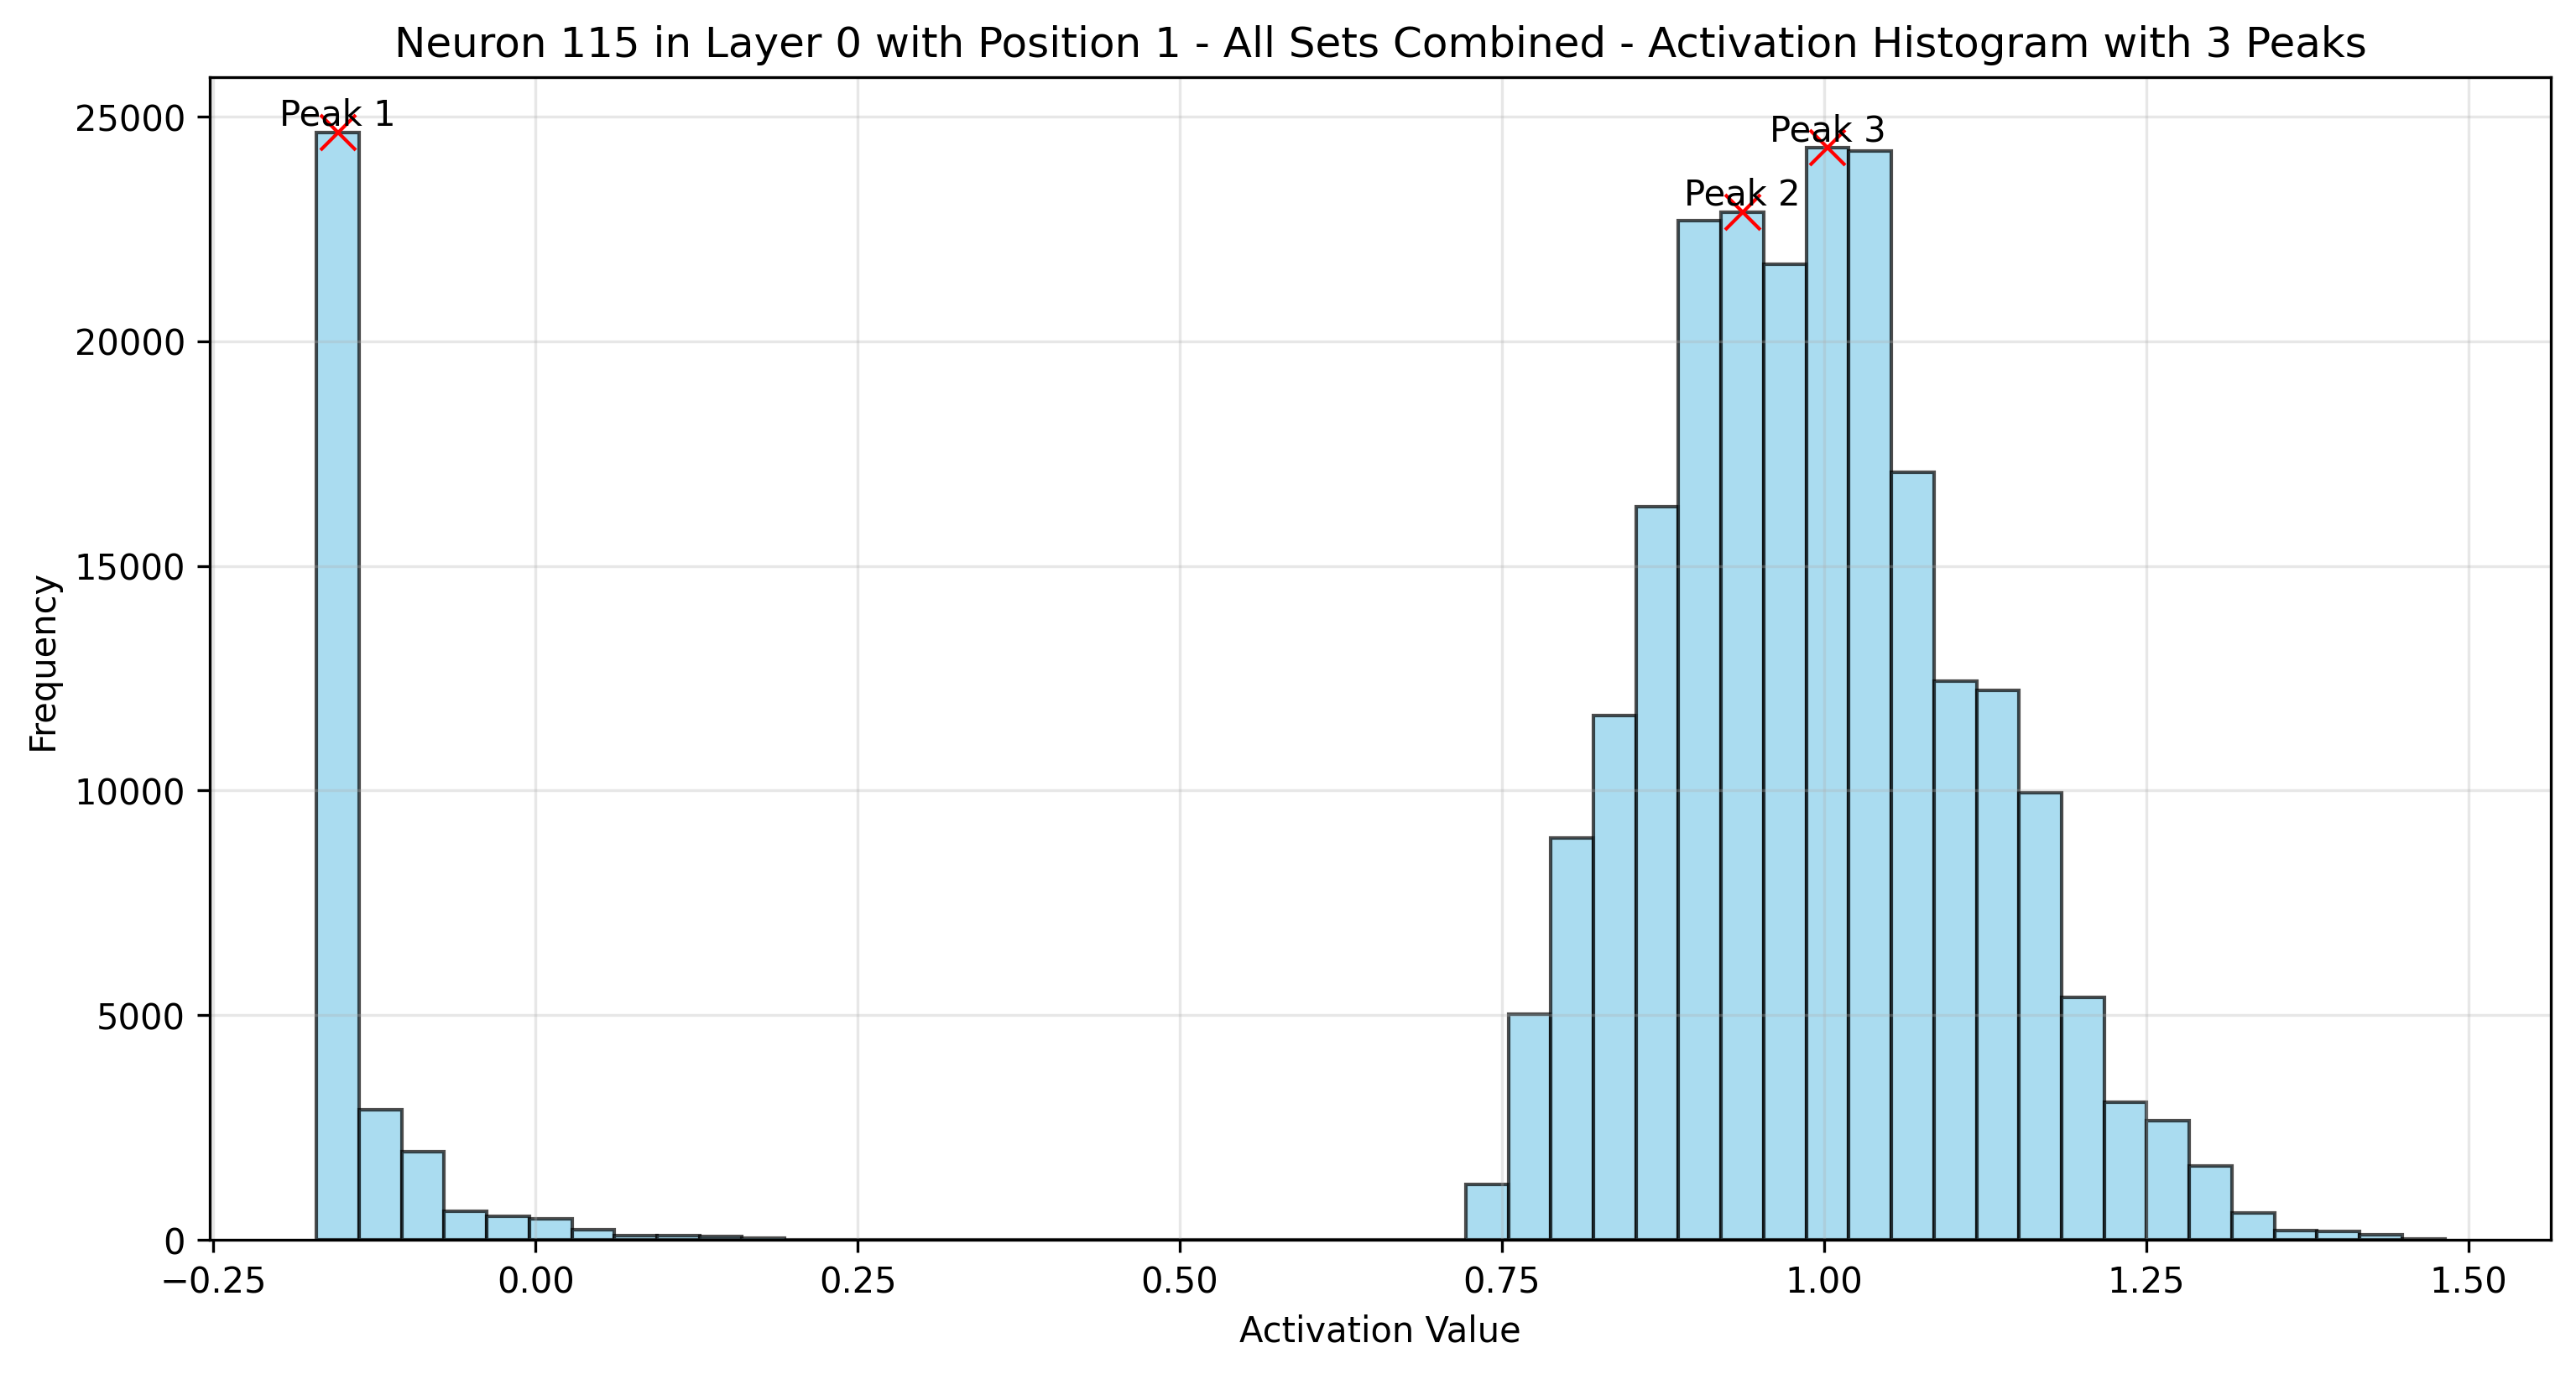 Neuron 115 in Layer 0 with Position 1 - All Sets Combined - Activation Histogram with 3 Peaks
Peak 1
Peak 3
Peak 2
25000
20000
15000
10000
5000
0
Frequency
−0.25 0.00 0.25 0.50 0.75 1.00 1.25 1.50
Activation Value